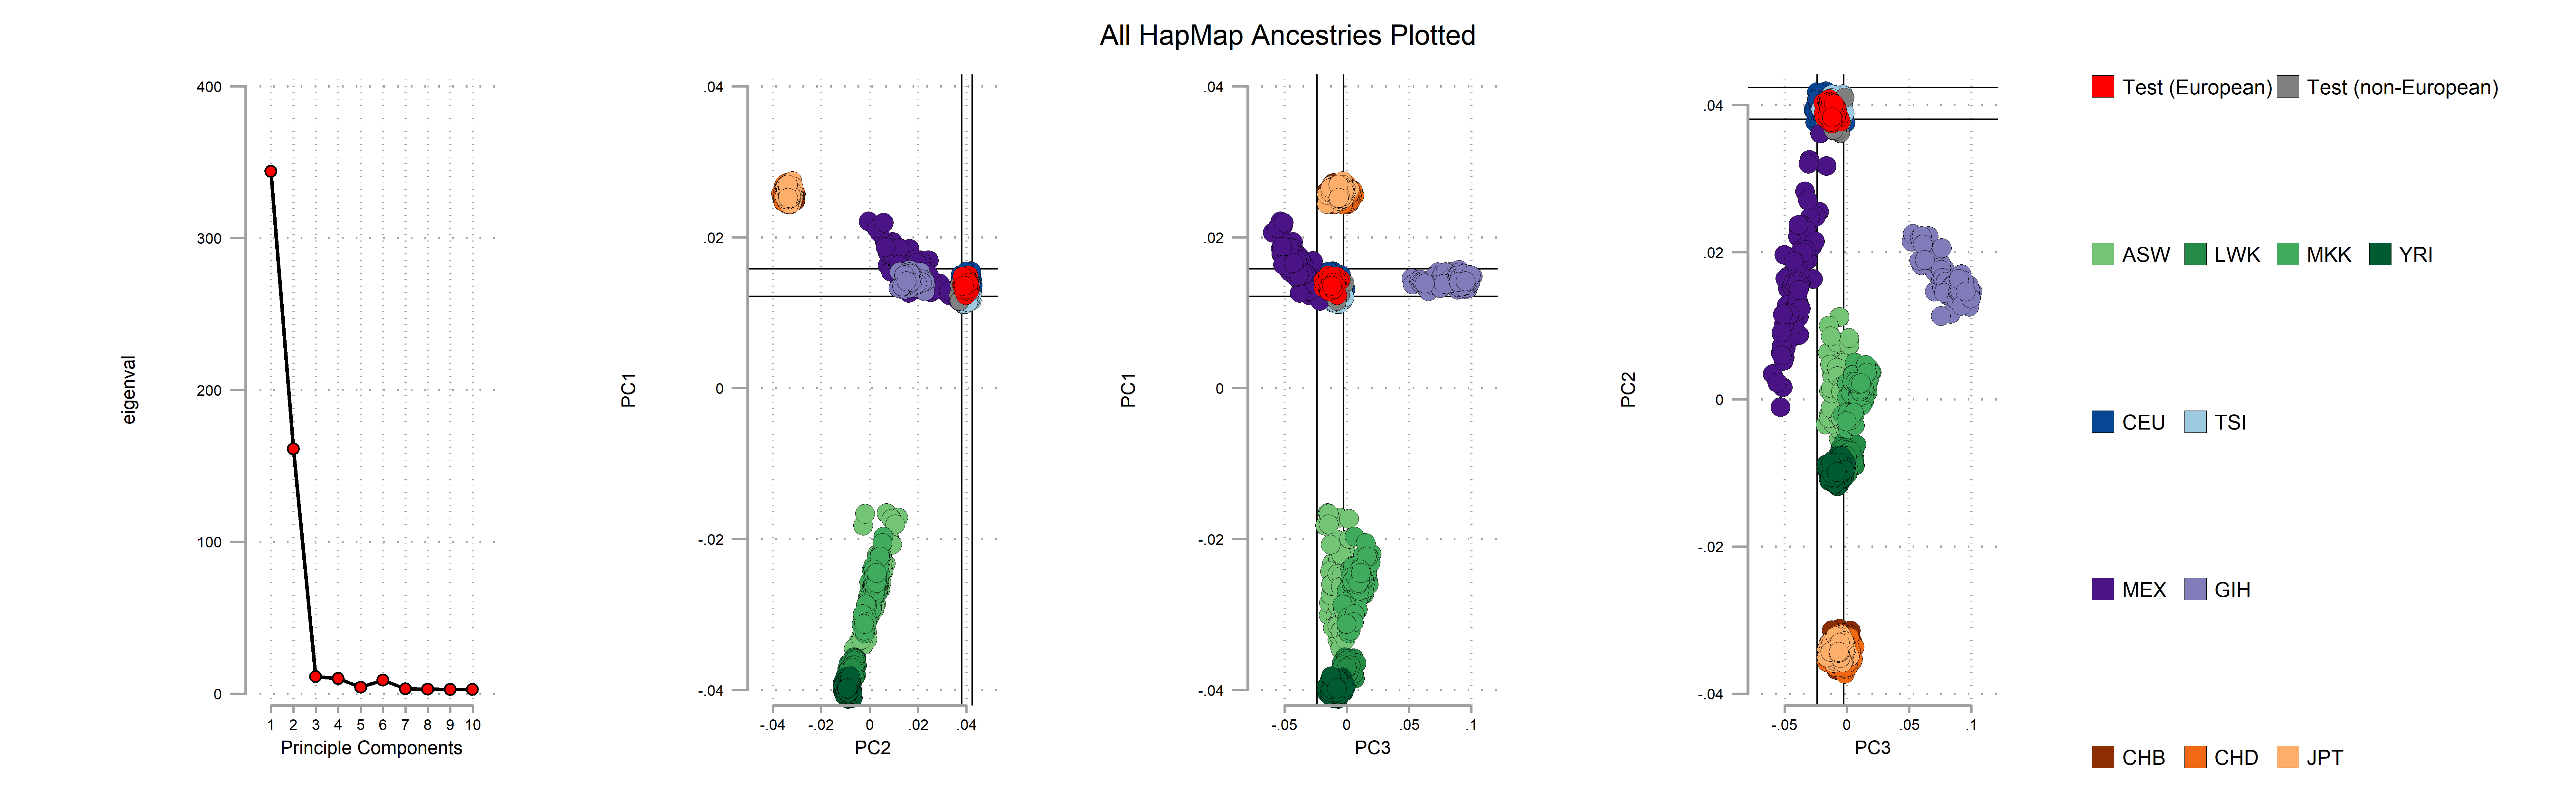 All HapMap Ancestries Plotted
400
300
200
100
0
eigenval
1 2 3 4 5 6 7 8 9 10
Principle Components
.04
.02
0
-.02
-.04
PC1
-.04 -.02 0 .02 .04
PC2
.04
.02
0
-.02
-.04
PC1
-.05 0 .05 .1
PC3
.04
.02
0
-.02
-.04
PC2
-.05 0 .05 .1
PC3
Test (European) Test (non-European)
ASW LWK MKK YRI
CEU TSI
MEX GIH
CHB CHD JPT